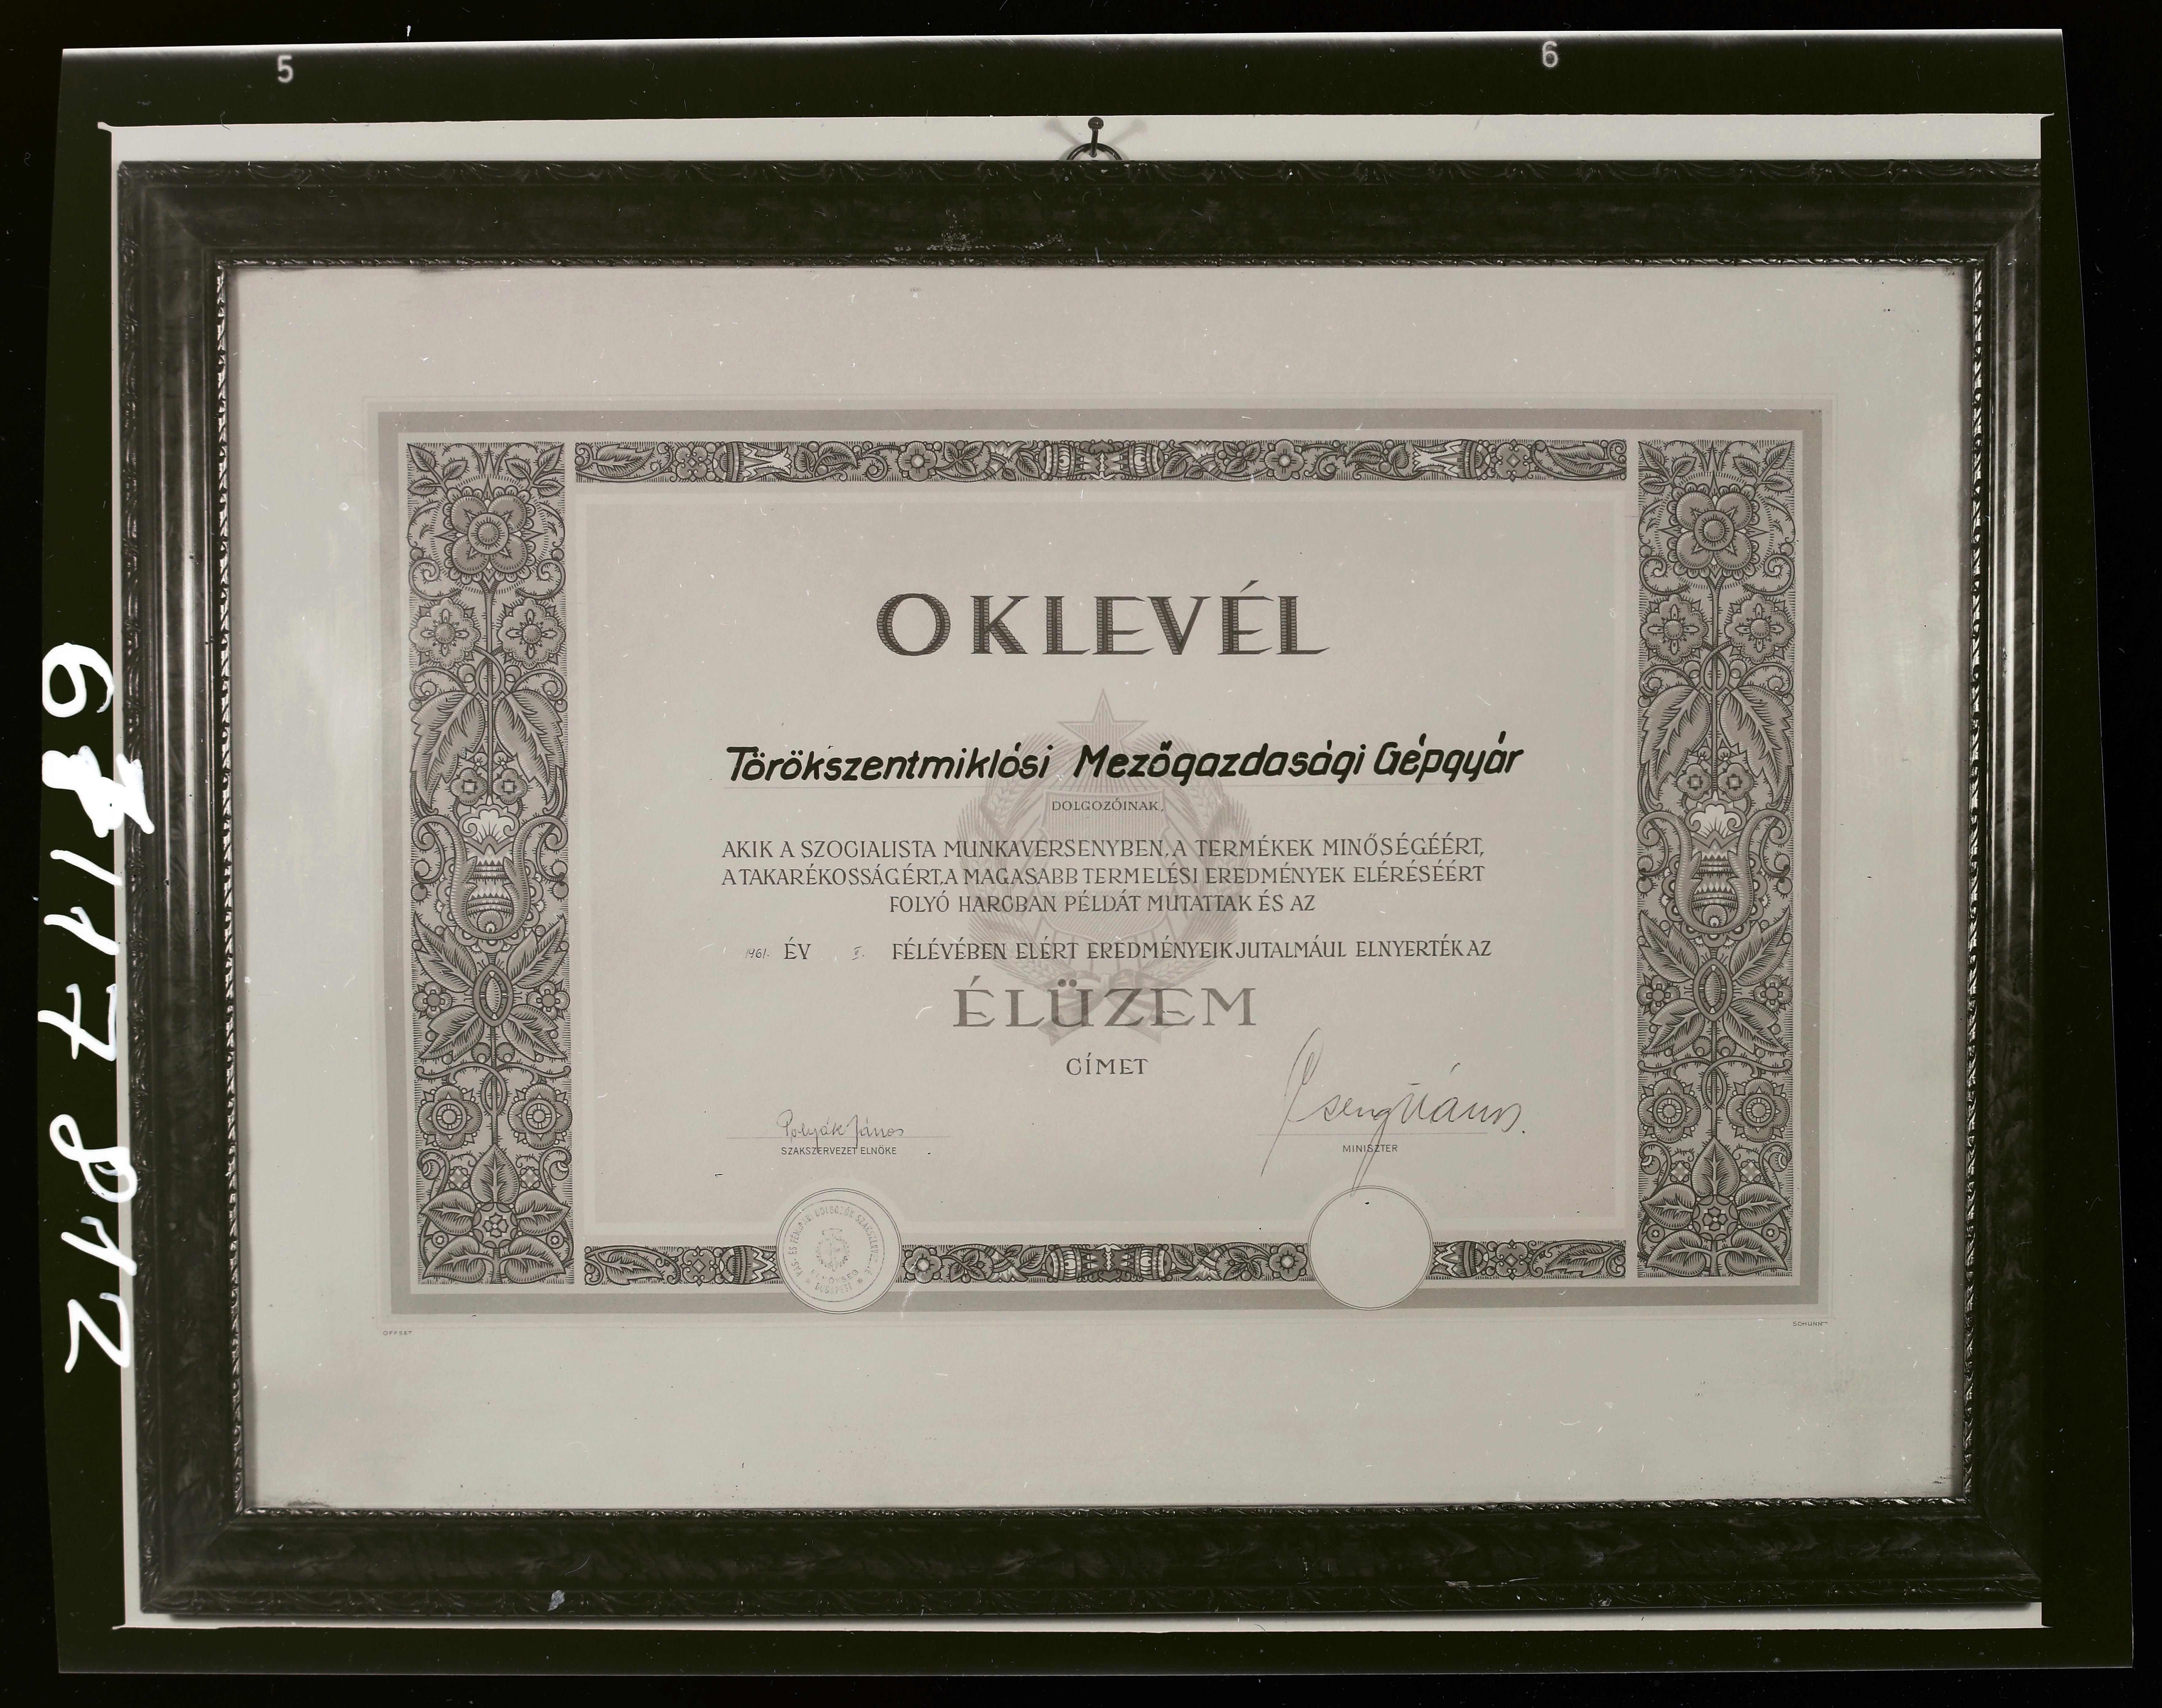 5 6
OKLEVÉL
Törökszentmiklósi Mezőgazdasági Gépgyár
DOLGOZÓINAK,
AKIK A SZOCIALISTA MUNKAVERSENYBEN, A TERMÉKEK MINŐSÉGÉÉRT,
A TAKARÉKOSSÁGÉRT, A MAGASABB TERMELÉSI EREDMÉNYEK ELÉRÉSÉÉRT
FOLYÓ HARCBAN PÉLDÁT MUTATTAK ÉS AZ
1961. ÉV FÉLÉVÉBEN ELÉRT EREDMÉNYEIK JUTALMÁUL ELNYERTÉK AZ
ÉLÜZEM
CÍMET
Polyák János
SZAKSZERVEZET ELNÖKE
MINISZTER
OFFSET